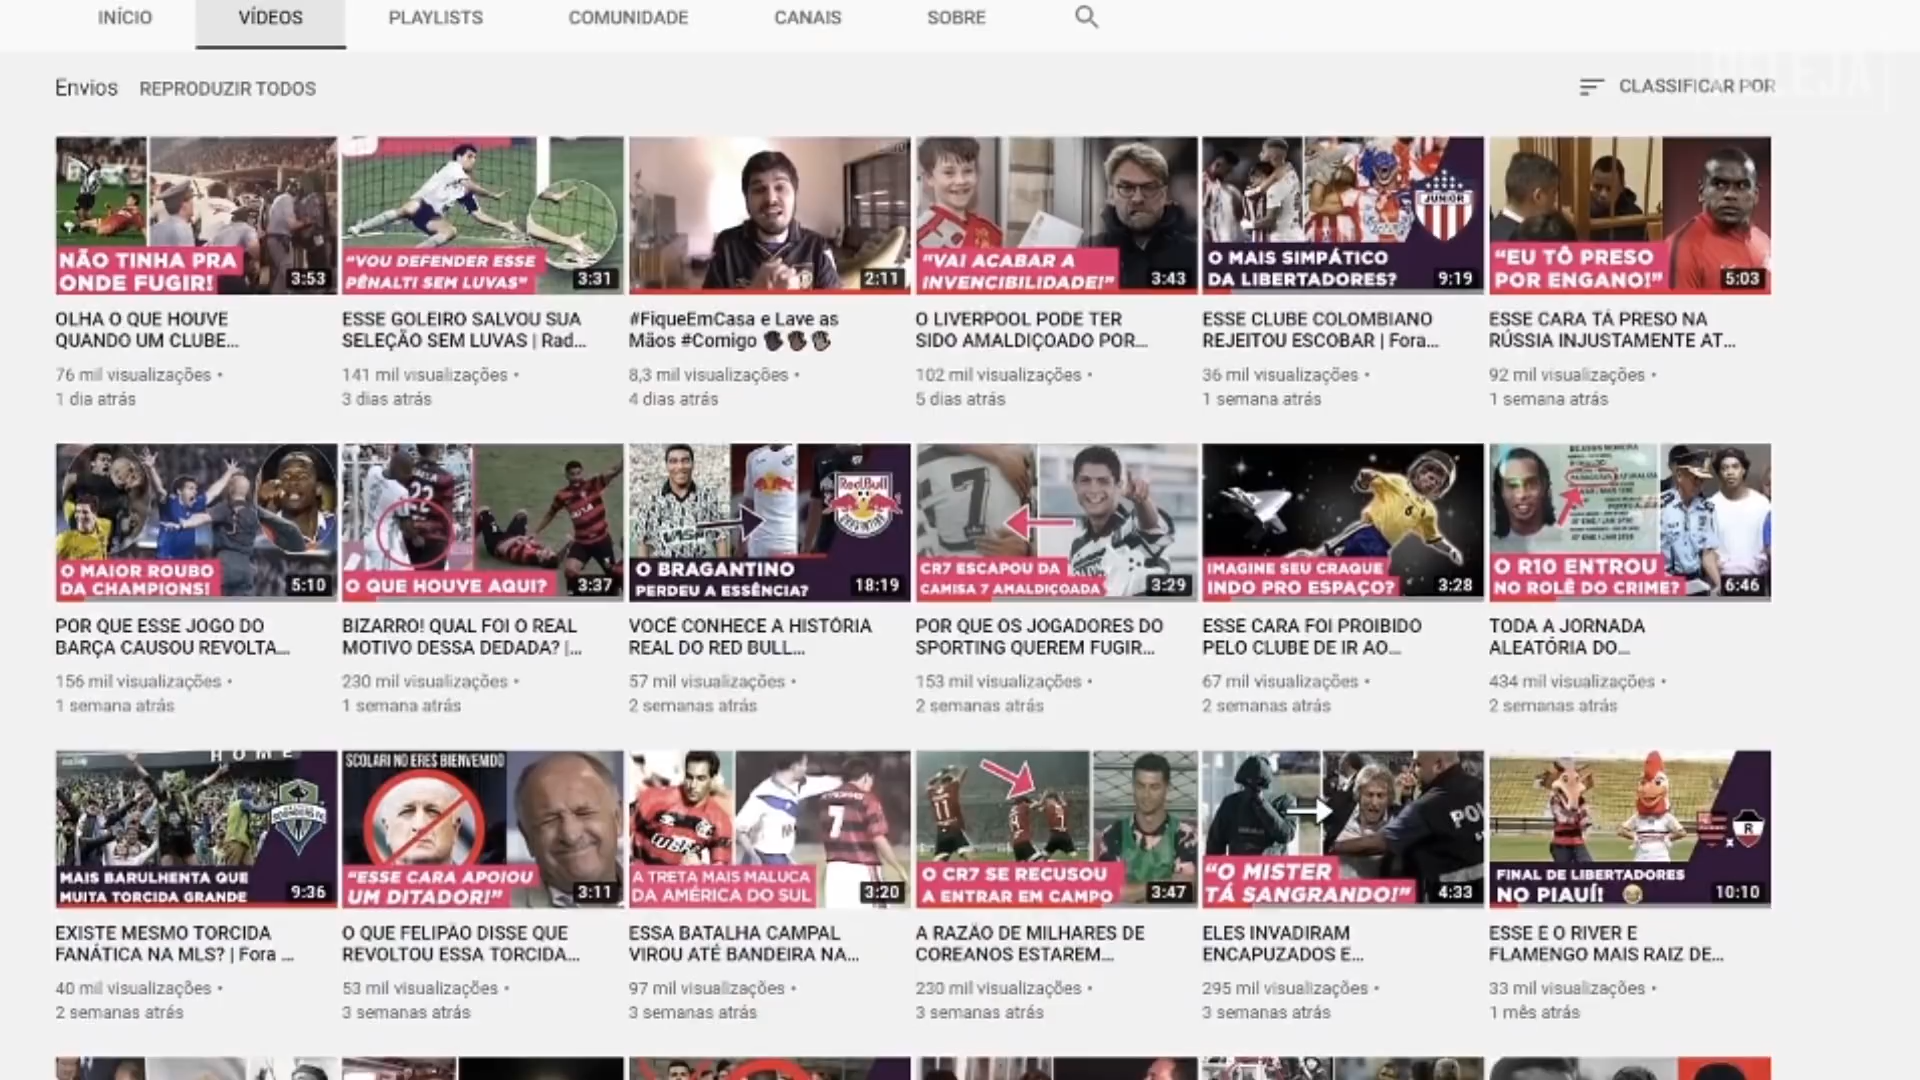 INÍCIO VÍDEOS PLAYLISTS COMUNIDADE CANAIS SOBRE
Envios REPRODUZIR TODOS CLASSIFICAR POR
NÃO TINHA PRA
ONDE FUGIR! 3:53
"VOU DEFENDER ESSE
PÊNALTI SEM LUVAS" 3:31
2:11
"VAI ACABAR A
INVENCIBILIDADE!" 3:43
JUNIOR
O MAIS SIMPÁTICO
DA LIBERTADORES? 9:19
"EU TÔ PRESO
POR ENGANO!" 5:03
OLHA O QUE HOUVE
QUANDO UM CLUBE...
76 mil visualizações •
1 dia atrás
ESSE GOLEIRO SALVOU SUA
SELEÇÃO SEM LUVAS | Rad...
141 mil visualizações •
3 dias atrás
#FiqueEmCasa e Lave as
Mãos #Comigo
8,3 mil visualizações •
4 dias atrás
O LIVERPOOL PODE TER
SIDO AMALDIÇOADO POR...
102 mil visualizações •
5 dias atrás
ESSE CLUBE COLOMBIANO
REJEITOU ESCOBAR | Fora...
36 mil visualizações •
1 semana atrás
ESSE CARA TÁ PRESO NA
RÚSSIA INJUSTAMENTE AT...
92 mil visualizações •
1 semana atrás
O MAIOR ROUBO
DA CHAMPIONS! 5:10
22
O QUE HOUVE AQUI? 3:37
RedBull
O BRAGANTINO
PERDEU A ESSÊNCIA? 18:19
7
CR7 ESCAPOU DA
CAMISA 7 AMALDIÇOADA 3:29
IMAGINE SEU CRAQUE
INDO PRO ESPAÇO? 3:28
O R10 ENTROU
NO ROLÊ DO CRIME? 6:46
POR QUE ESSE JOGO DO
BARÇA CAUSOU REVOLTA...
156 mil visualizações •
1 semana atrás
BIZARRO! QUAL FOI O REAL
MOTIVO DESSA DEDADA? |...
230 mil visualizações •
1 semana atrás
VOCÊ CONHECE A HISTÓRIA
REAL DO RED BULL...
57 mil visualizações •
2 semanas atrás
POR QUE OS JOGADORES DO
SPORTING QUEREM FUGIR...
153 mil visualizações •
2 semanas atrás
ESSE CARA FOI PROIBIDO
PELO CLUBE DE IR AO...
67 mil visualizações •
2 semanas atrás
TODA A JORNADA
ALEATÓRIA DO...
434 mil visualizações •
2 semanas atrás
HOME
MAIS BARULHENTA QUE
MUITA TORCIDA GRANDE 9:36
SCOLARI NO ERES BIENVENIDO
"ESSE CARA APOIOU
UM DITADOR!" 3:11
7
A TRETA MAIS MALUCA
DA AMÉRICA DO SUL 3:20
11
7
O CR7 SE RECUSOU
A ENTRAR EM CAMPO 3:47
"O MISTER
TÁ SANGRANDO!" 4:33
R
FINAL DE LIBERTADORES
NO PIAUÍ! 10:10
EXISTE MESMO TORCIDA
FANÁTICA NA MLS? | Fora ...
40 mil visualizações •
2 semanas atrás
O QUE FELIPÃO DISSE QUE
REVOLTOU ESSA TORCIDA...
53 mil visualizações •
3 semanas atrás
ESSA BATALHA CAMPAL
VIROU ATÉ BANDEIRA NA...
97 mil visualizações •
3 semanas atrás
A RAZÃO DE MILHARES DE
COREANOS ESTAREM...
230 mil visualizações •
3 semanas atrás
ELES INVADIRAM
ENCAPUZADOS E...
295 mil visualizações •
3 semanas atrás
ESSE E O RIVER E
FLAMENGO MAIS RAIZ DE...
33 mil visualizações •
1 mês atrás